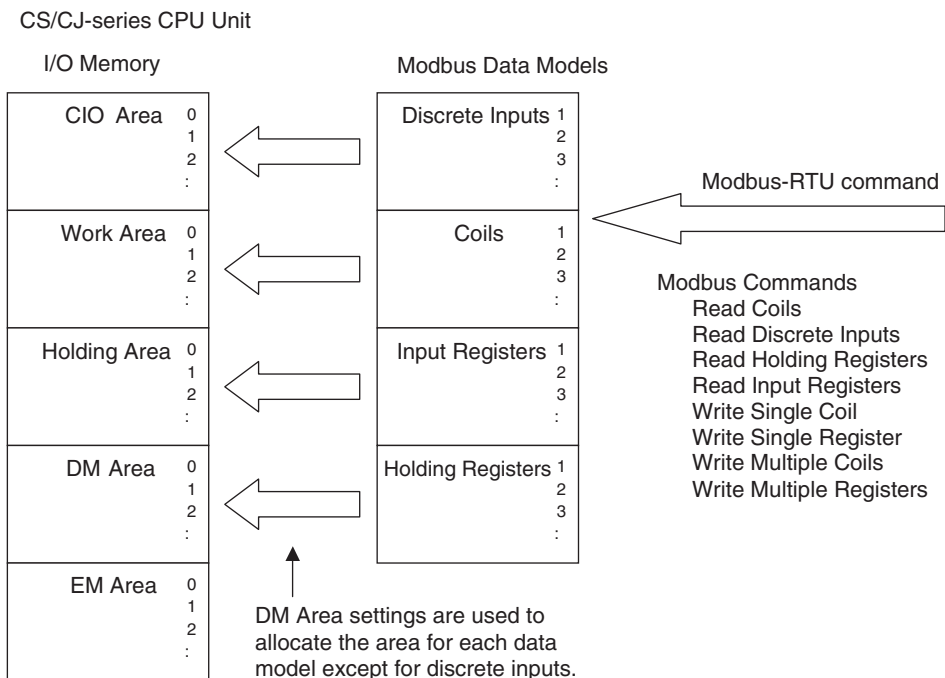 CS/CJ-series CPU Unit
I/O Memory
Modbus Data Models
CIO Area 0
1
2
:
Discrete Inputs 1
2
3
:
Modbus-RTU command
Work Area 0
1
2
:
Coils 1
2
3
:
Modbus Commands
Read Coils
Read Discrete Inputs
Read Holding Registers
Read Input Registers
Write Single Coil
Write Single Register
Write Multiple Coils
Write Multiple Registers
Holding Area 0
1
2
:
Input Registers 1
2
3
:
DM Area 0
1
2
:
Holding Registers 1
2
3
:
EM Area 0
1
2
:
DM Area settings are used to
allocate the area for each data
model except for discrete inputs.